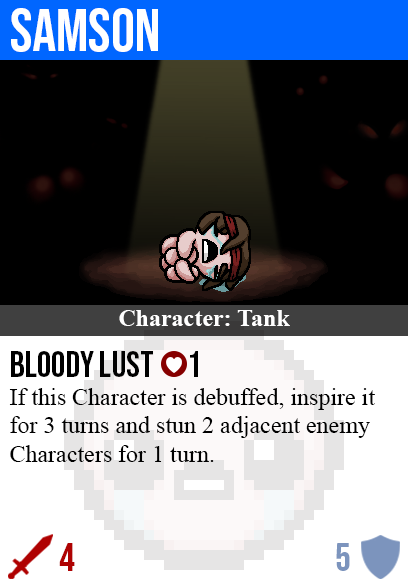 SAMSON
Character: Tank
BLOODY LUST 1
If this Character is debuffed, inspire it
for 3 turns and stun 2 adjacent enemy
Characters for 1 turn.
4
5